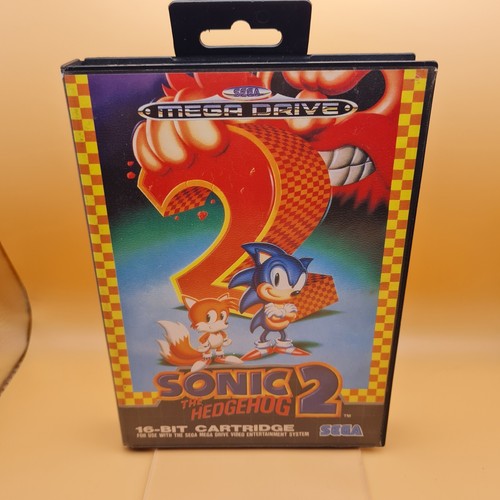 SEGA
MEGA DRIVE
2
SONIC
THE
HEDGEHOG 2
™
16-BIT CARTRIDGE
FOR USE WITH THE SEGA MEGA DRIVE VIDEO ENTERTAINMENT SYSTEM
SEGA